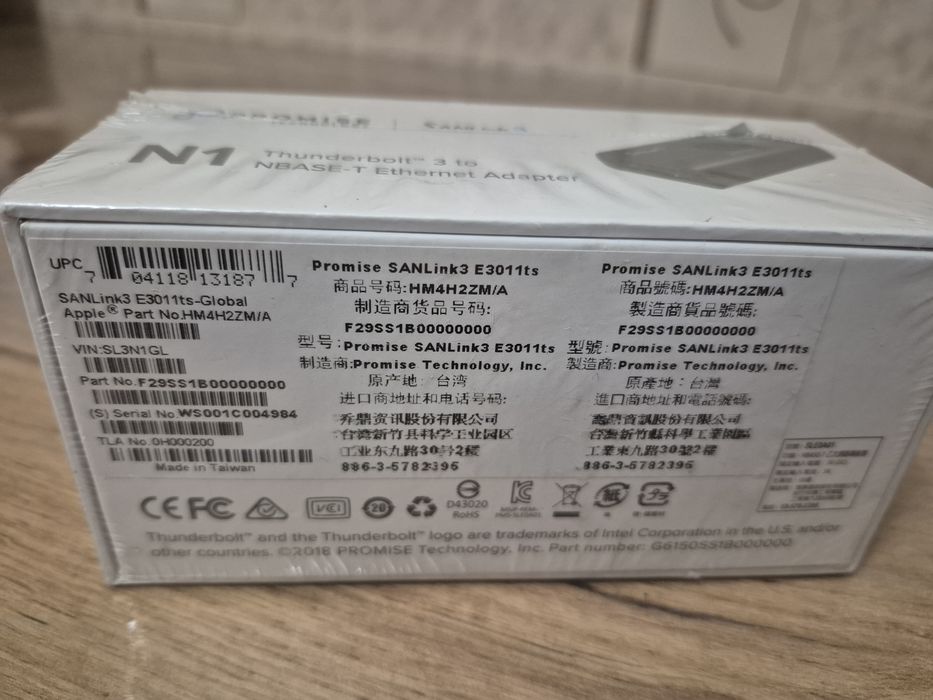 PROMISE
SANLink3
N1
Thunderbolt™ 3 to
NBASE-T Ethernet Adapter
UPC
7 04118 13187 7
SANLink3 E3011ts-Global
Apple® Part No.HM4H2ZM/A
VIN:SL3N1GL
Part No.F29SS1B00000000
(S) Serial No.WS001C004984
TLA No.0H000200
Made in Taiwan
Promise SANLink3 E3011ts
商品号码:HM4H2ZM/A
制造商货品号码:
F29SS1B00000000
型号:Promise SANLink3 E3011ts
制造商:Promise Technology, Inc.
原产地: 台湾
进口商地址和电话号码:
乔鼎资讯股份有限公司
台湾新竹县科学工业园区
工业东九路30号2楼
886-3-5782395
Promise SANLink3 E3011ts
商品號碼:HM4H2ZM/A
製造商貨品號碼:
F29SS1B00000000
型號:Promise SANLink3 E3011ts
製造商:Promise Technology, Inc.
原產地: 台灣
進口商地址和電話號碼:
喬鼎資訊股份有限公司
台灣新竹縣科學工業園區
工業東九路30號2樓
886-3-5782395
CE FC VCCI 20
D43020
RoHS
Thunderbolt™ and the Thunderbolt™ logo are trademarks of Intel Corporation in the U.S. and/or
other countries. ©2018 PROMISE Technology, Inc. Part number: G6150SS1B000000